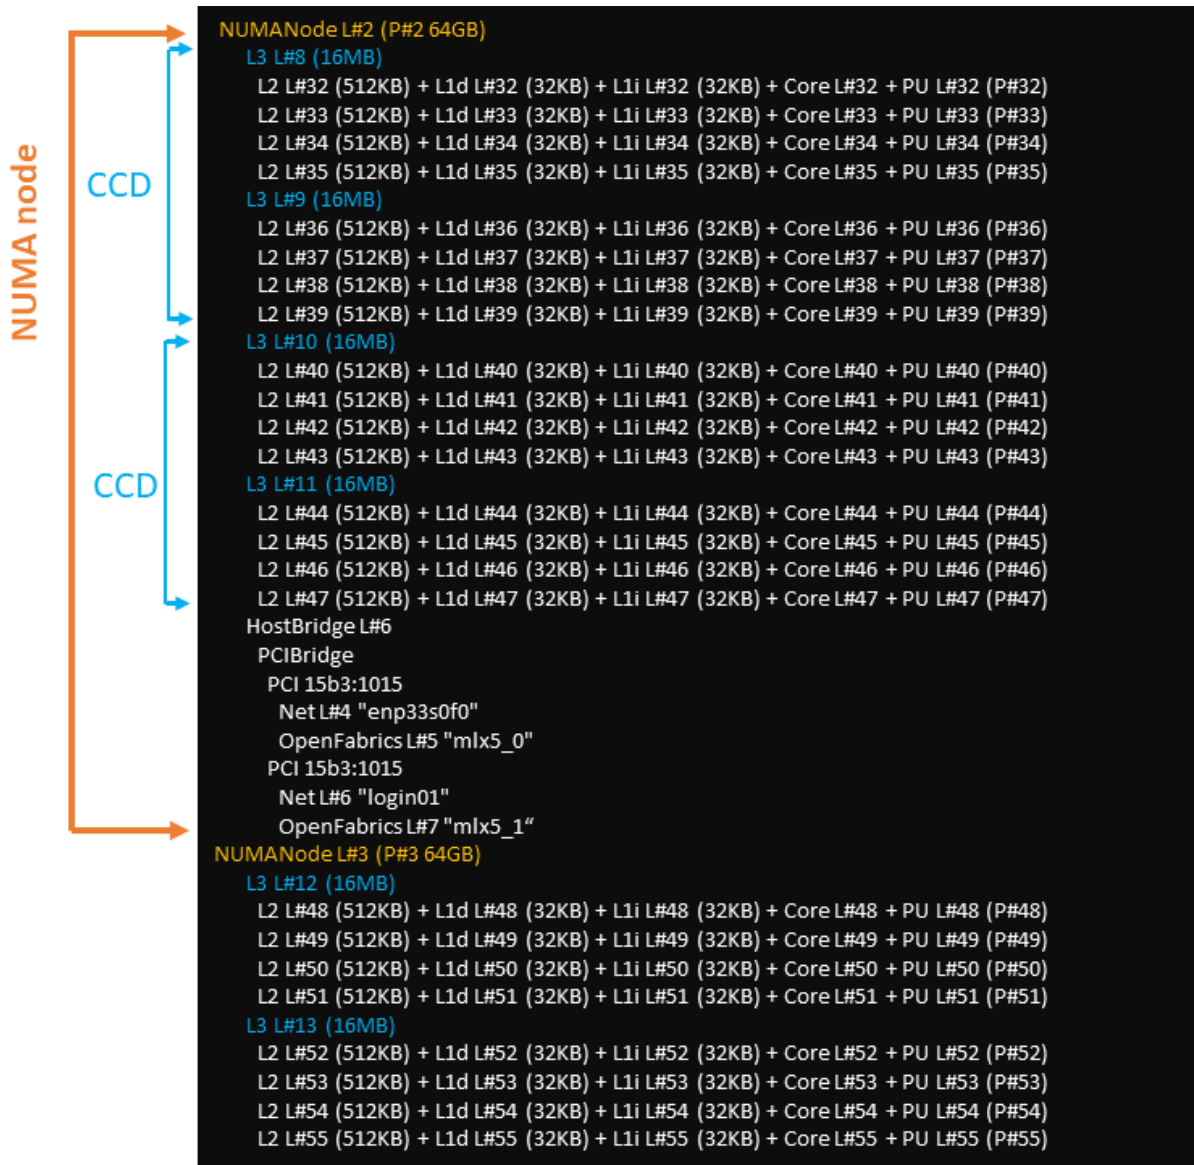 NUMA node
CCD
CCD
NUMANode L#2 (P#2 64GB)
L3 L#8 (16MB)
L2 L#32 (512KB) + L1d L#32 (32KB) + L1i L#32 (32KB) + Core L#32 + PU L#32 (P#32)
L2 L#33 (512KB) + L1d L#33 (32KB) + L1i L#33 (32KB) + Core L#33 + PU L#33 (P#33)
L2 L#34 (512KB) + L1d L#34 (32KB) + L1i L#34 (32KB) + Core L#34 + PU L#34 (P#34)
L2 L#35 (512KB) + L1d L#35 (32KB) + L1i L#35 (32KB) + Core L#35 + PU L#35 (P#35)
L3 L#9 (16MB)
L2 L#36 (512KB) + L1d L#36 (32KB) + L1i L#36 (32KB) + Core L#36 + PU L#36 (P#36)
L2 L#37 (512KB) + L1d L#37 (32KB) + L1i L#37 (32KB) + Core L#37 + PU L#37 (P#37)
L2 L#38 (512KB) + L1d L#38 (32KB) + L1i L#38 (32KB) + Core L#38 + PU L#38 (P#38)
L2 L#39 (512KB) + L1d L#39 (32KB) + L1i L#39 (32KB) + Core L#39 + PU L#39 (P#39)
L3 L#10 (16MB)
L2 L#40 (512KB) + L1d L#40 (32KB) + L1i L#40 (32KB) + Core L#40 + PU L#40 (P#40)
L2 L#41 (512KB) + L1d L#41 (32KB) + L1i L#41 (32KB) + Core L#41 + PU L#41 (P#41)
L2 L#42 (512KB) + L1d L#42 (32KB) + L1i L#42 (32KB) + Core L#42 + PU L#42 (P#42)
L2 L#43 (512KB) + L1d L#43 (32KB) + L1i L#43 (32KB) + Core L#43 + PU L#43 (P#43)
L3 L#11 (16MB)
L2 L#44 (512KB) + L1d L#44 (32KB) + L1i L#44 (32KB) + Core L#44 + PU L#44 (P#44)
L2 L#45 (512KB) + L1d L#45 (32KB) + L1i L#45 (32KB) + Core L#45 + PU L#45 (P#45)
L2 L#46 (512KB) + L1d L#46 (32KB) + L1i L#46 (32KB) + Core L#46 + PU L#46 (P#46)
L2 L#47 (512KB) + L1d L#47 (32KB) + L1i L#47 (32KB) + Core L#47 + PU L#47 (P#47)
HostBridge L#6
PCIBridge
PCI 15b3:1015
Net L#4 "enp33s0f0"
OpenFabrics L#5 "mlx5_0"
PCI 15b3:1015
Net L#6 "login01"
OpenFabrics L#7 "mlx5_1“
NUMANode L#3 (P#3 64GB)
L3 L#12 (16MB)
L2 L#48 (512KB) + L1d L#48 (32KB) + L1i L#48 (32KB) + Core L#48 + PU L#48 (P#48)
L2 L#49 (512KB) + L1d L#49 (32KB) + L1i L#49 (32KB) + Core L#49 + PU L#49 (P#49)
L2 L#50 (512KB) + L1d L#50 (32KB) + L1i L#50 (32KB) + Core L#50 + PU L#50 (P#50)
L2 L#51 (512KB) + L1d L#51 (32KB) + L1i L#51 (32KB) + Core L#51 + PU L#51 (P#51)
L3 L#13 (16MB)
L2 L#52 (512KB) + L1d L#52 (32KB) + L1i L#52 (32KB) + Core L#52 + PU L#52 (P#52)
L2 L#53 (512KB) + L1d L#53 (32KB) + L1i L#53 (32KB) + Core L#53 + PU L#53 (P#53)
L2 L#54 (512KB) + L1d L#54 (32KB) + L1i L#54 (32KB) + Core L#54 + PU L#54 (P#54)
L2 L#55 (512KB) + L1d L#55 (32KB) + L1i L#55 (32KB) + Core L#55 + PU L#55 (P#55)